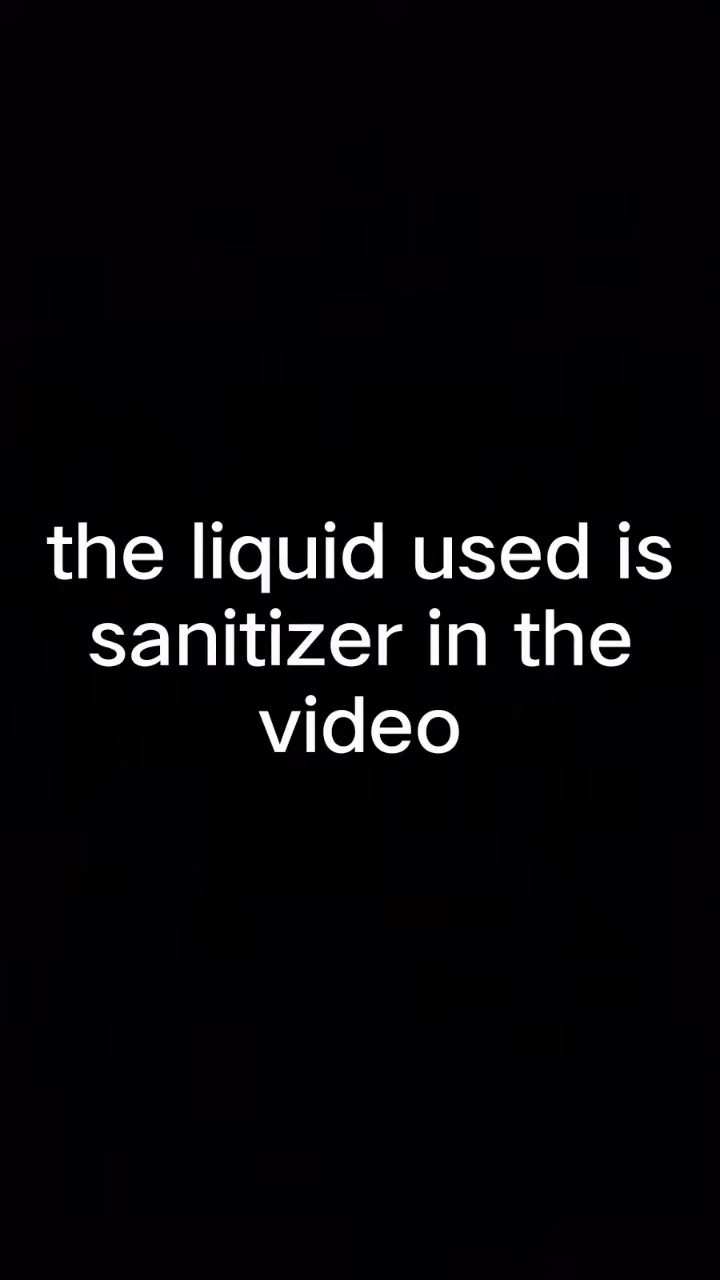 the liquid used is
sanitizer in the
video